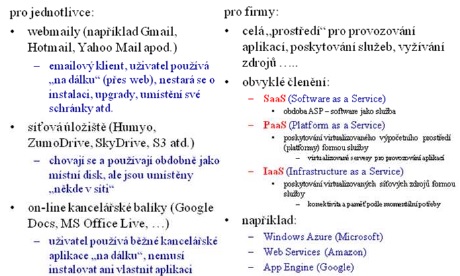 pro jednotlivce:
• webmaily (například Gmail,
Hotmail, Yahoo Mail apod.)
– emailový klient, uživatel používá
„na dálku“ (přes web), nestará se o
instalaci, upgrady, umístění své
schránky atd.
• síťová úložiště (Humyo,
ZumoDrive, SkyDrive, S3 atd.)
– chovají se a používají obdobně jako
místní disk, ale jsou umístěny
„někde v síti“
• on-line kancelářské balíky (Google
Docs, MS Office Live, …)
– uživatel používá běžné kancelářské
aplikace „na dálku“, nemusí
instalovat ani vlastnit aplikaci
pro firmy:
• celá „prostředí“ pro provozování
aplikací, poskytování služeb, využívání
zdrojů …..
• obvyklé členění:
– SaaS (Software as a Service)
• obdoba ASP – software jako služba
– PaaS (Platform as a Service)
• poskytování virtualizovaného výpočetního prostředí
(platformy) formou služby
– virtualizované servery pro provozování aplikací
– IaaS (Infrastructure as a Service)
• poskytování virtualizovaných síťových zdrojů formou
služby
– konektivita a paměť podle momentální potřeby
• například:
– Windows Azure (Microsoft)
– Web Services (Amazon)
– App Engine (Google)